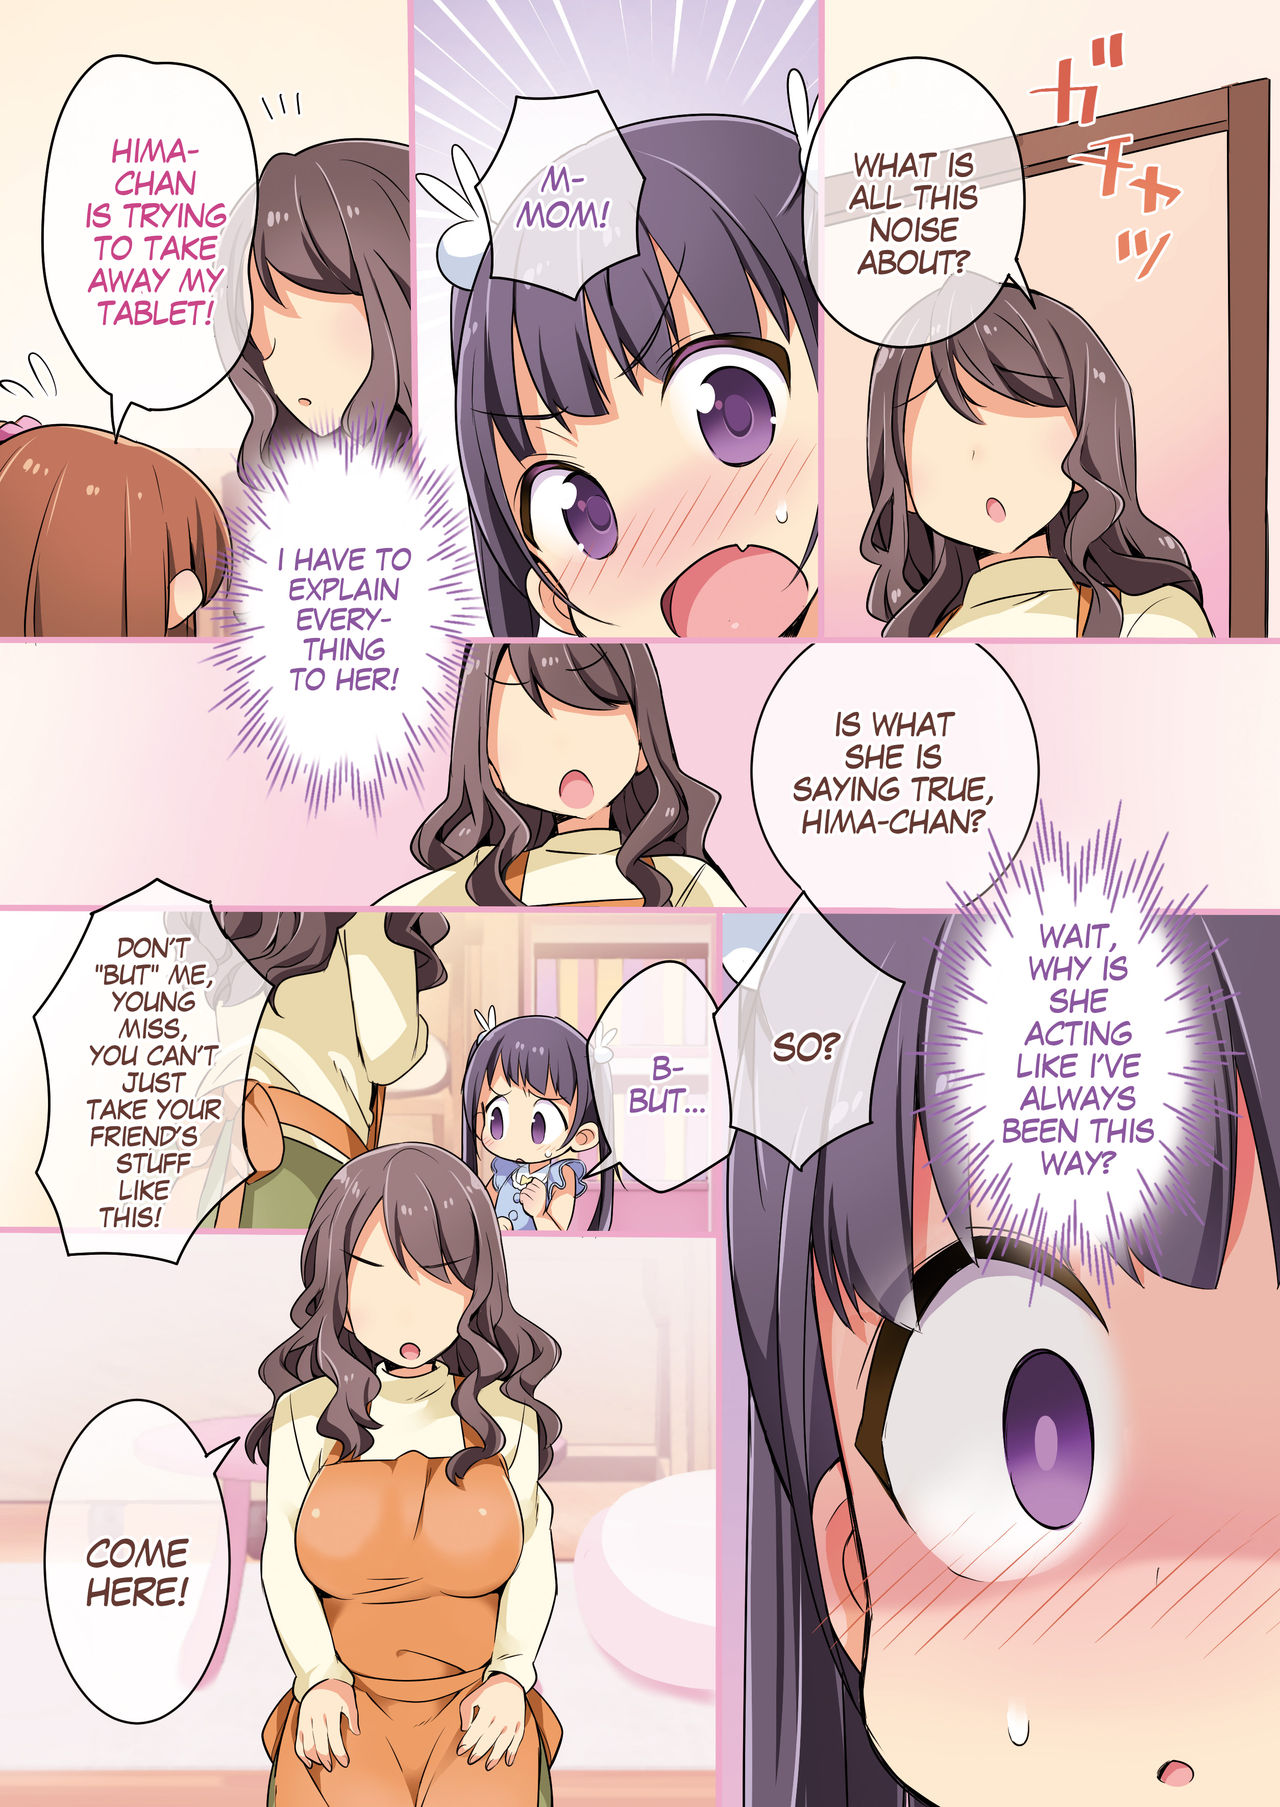 ガチャッ
WHAT IS
ALL THIS
NOISE
ABOUT?
M-
MOM!
HIMA-
CHAN
IS TRYING
TO TAKE
AWAY MY
TABLET!
I HAVE TO
EXPLAIN
EVERY-
THING
TO HER!
IS WHAT
SHE IS
SAYING TRUE,
HIMA-CHAN?
WAIT,
WHY IS
SHE
ACTING
LIKE I'VE
ALWAYS
BEEN THIS
WAY?
SO?
B-
BUT...
DON'T
"BUT" ME,
YOUNG
MISS,
YOU CAN'T
JUST
TAKE YOUR
FRIEND'S
STUFF
LIKE
THIS!
COME
HERE!